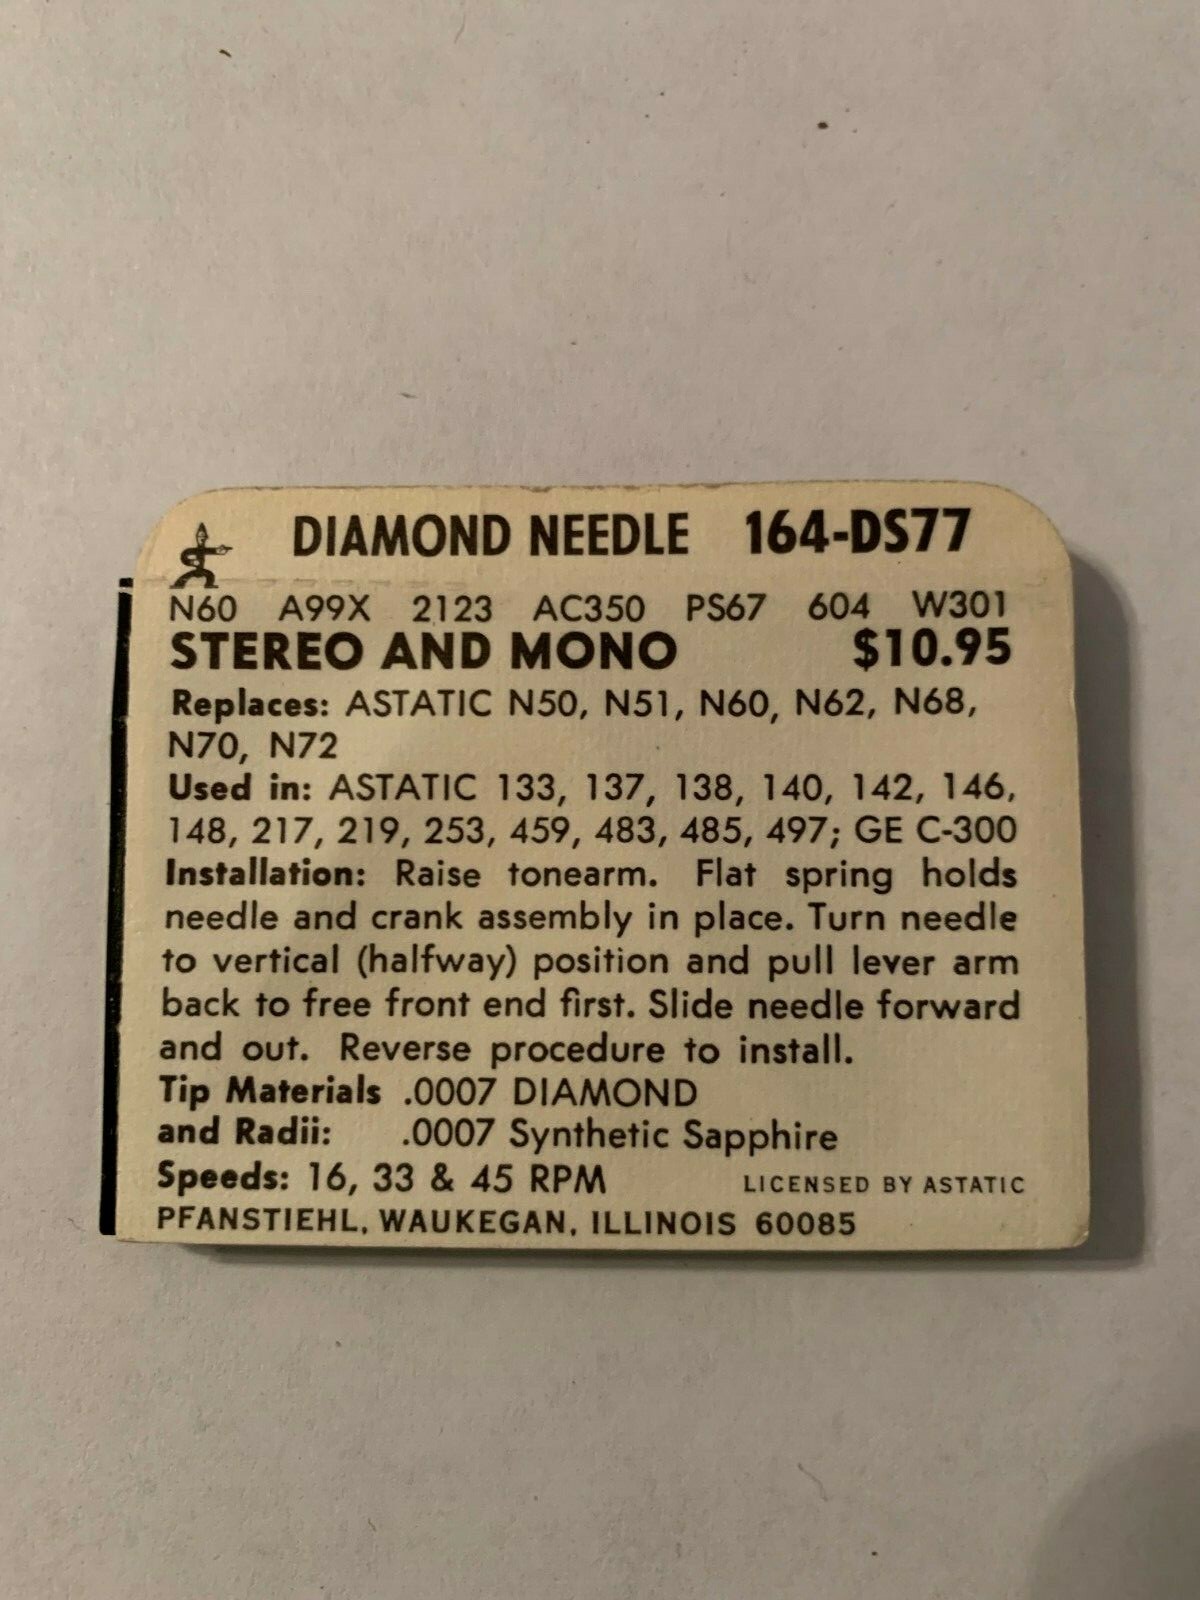 DIAMOND NEEDLE 164-DS77
N60 A99X 2123 AC350 PS67 604 W301
STEREO AND MONO $10.95
Replaces: ASTATIC N50, N51, N60, N62, N68,
N70, N72
Used in: ASTATIC 133, 137, 138, 140, 142, 146,
148, 217, 219, 253, 459, 483, 485, 497; GE C-300
Installation: Raise tonearm. Flat spring holds
needle and crank assembly in place. Turn needle
to vertical (halfway) position and pull lever arm
back to free front end first. Slide needle forward
and out. Reverse procedure to install.
Tip Materials .0007 DIAMOND
and Radii: .0007 Synthetic Sapphire
Speeds: 16, 33 & 45 RPM LICENSED BY ASTATIC
PFANSTIEHL, WAUKEGAN, ILLINOIS 60085